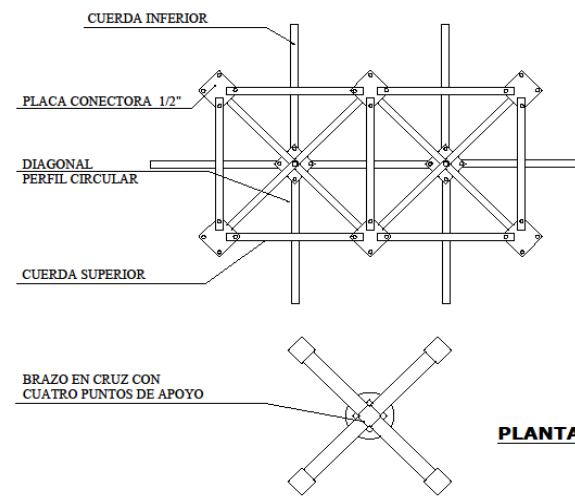 CUERDA INFERIOR
PLACA CONECTORA 1/2"
DIAGONAL
PERFIL CIRCULAR
CUERDA SUPERIOR
BRAZO EN CRUZ CON
CUATRO PUNTOS DE APOYO
PLANTA